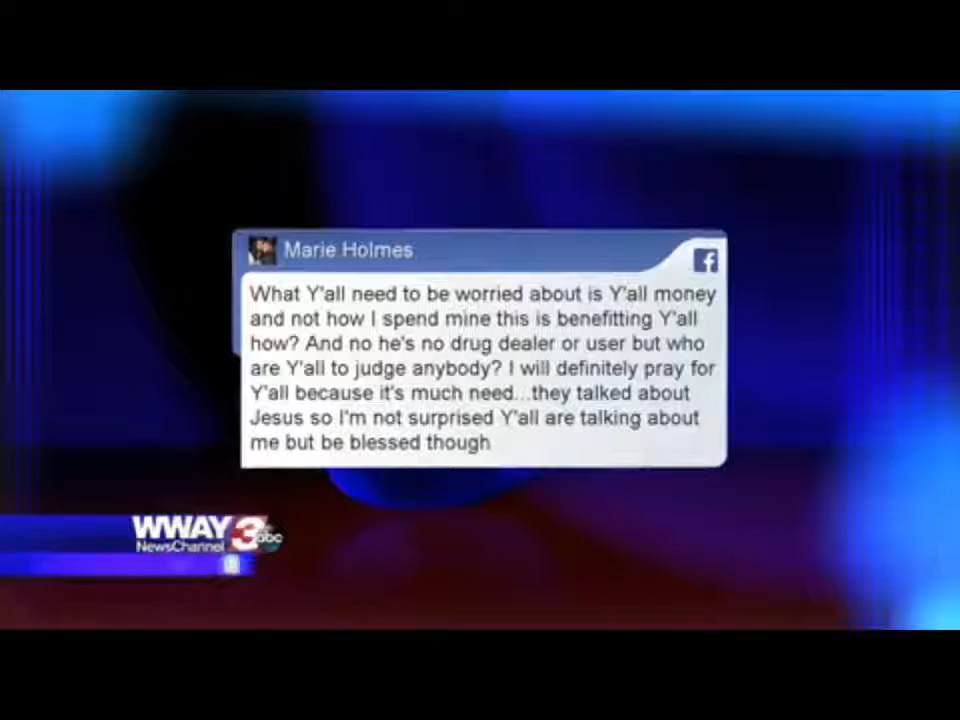 Marie Holmes
f
What Y'all need to be worried about is Y'all money
and not how I spend mine this is benefitting Y'all
how? And no he's no drug dealer or user but who
are Y'all to judge anybody? I will definitely pray for
Y'all because it's much need...they talked about
Jesus so I'm not surprised Y'all are talking about
me but be blessed though
WWAY 3
NewsChannel abc